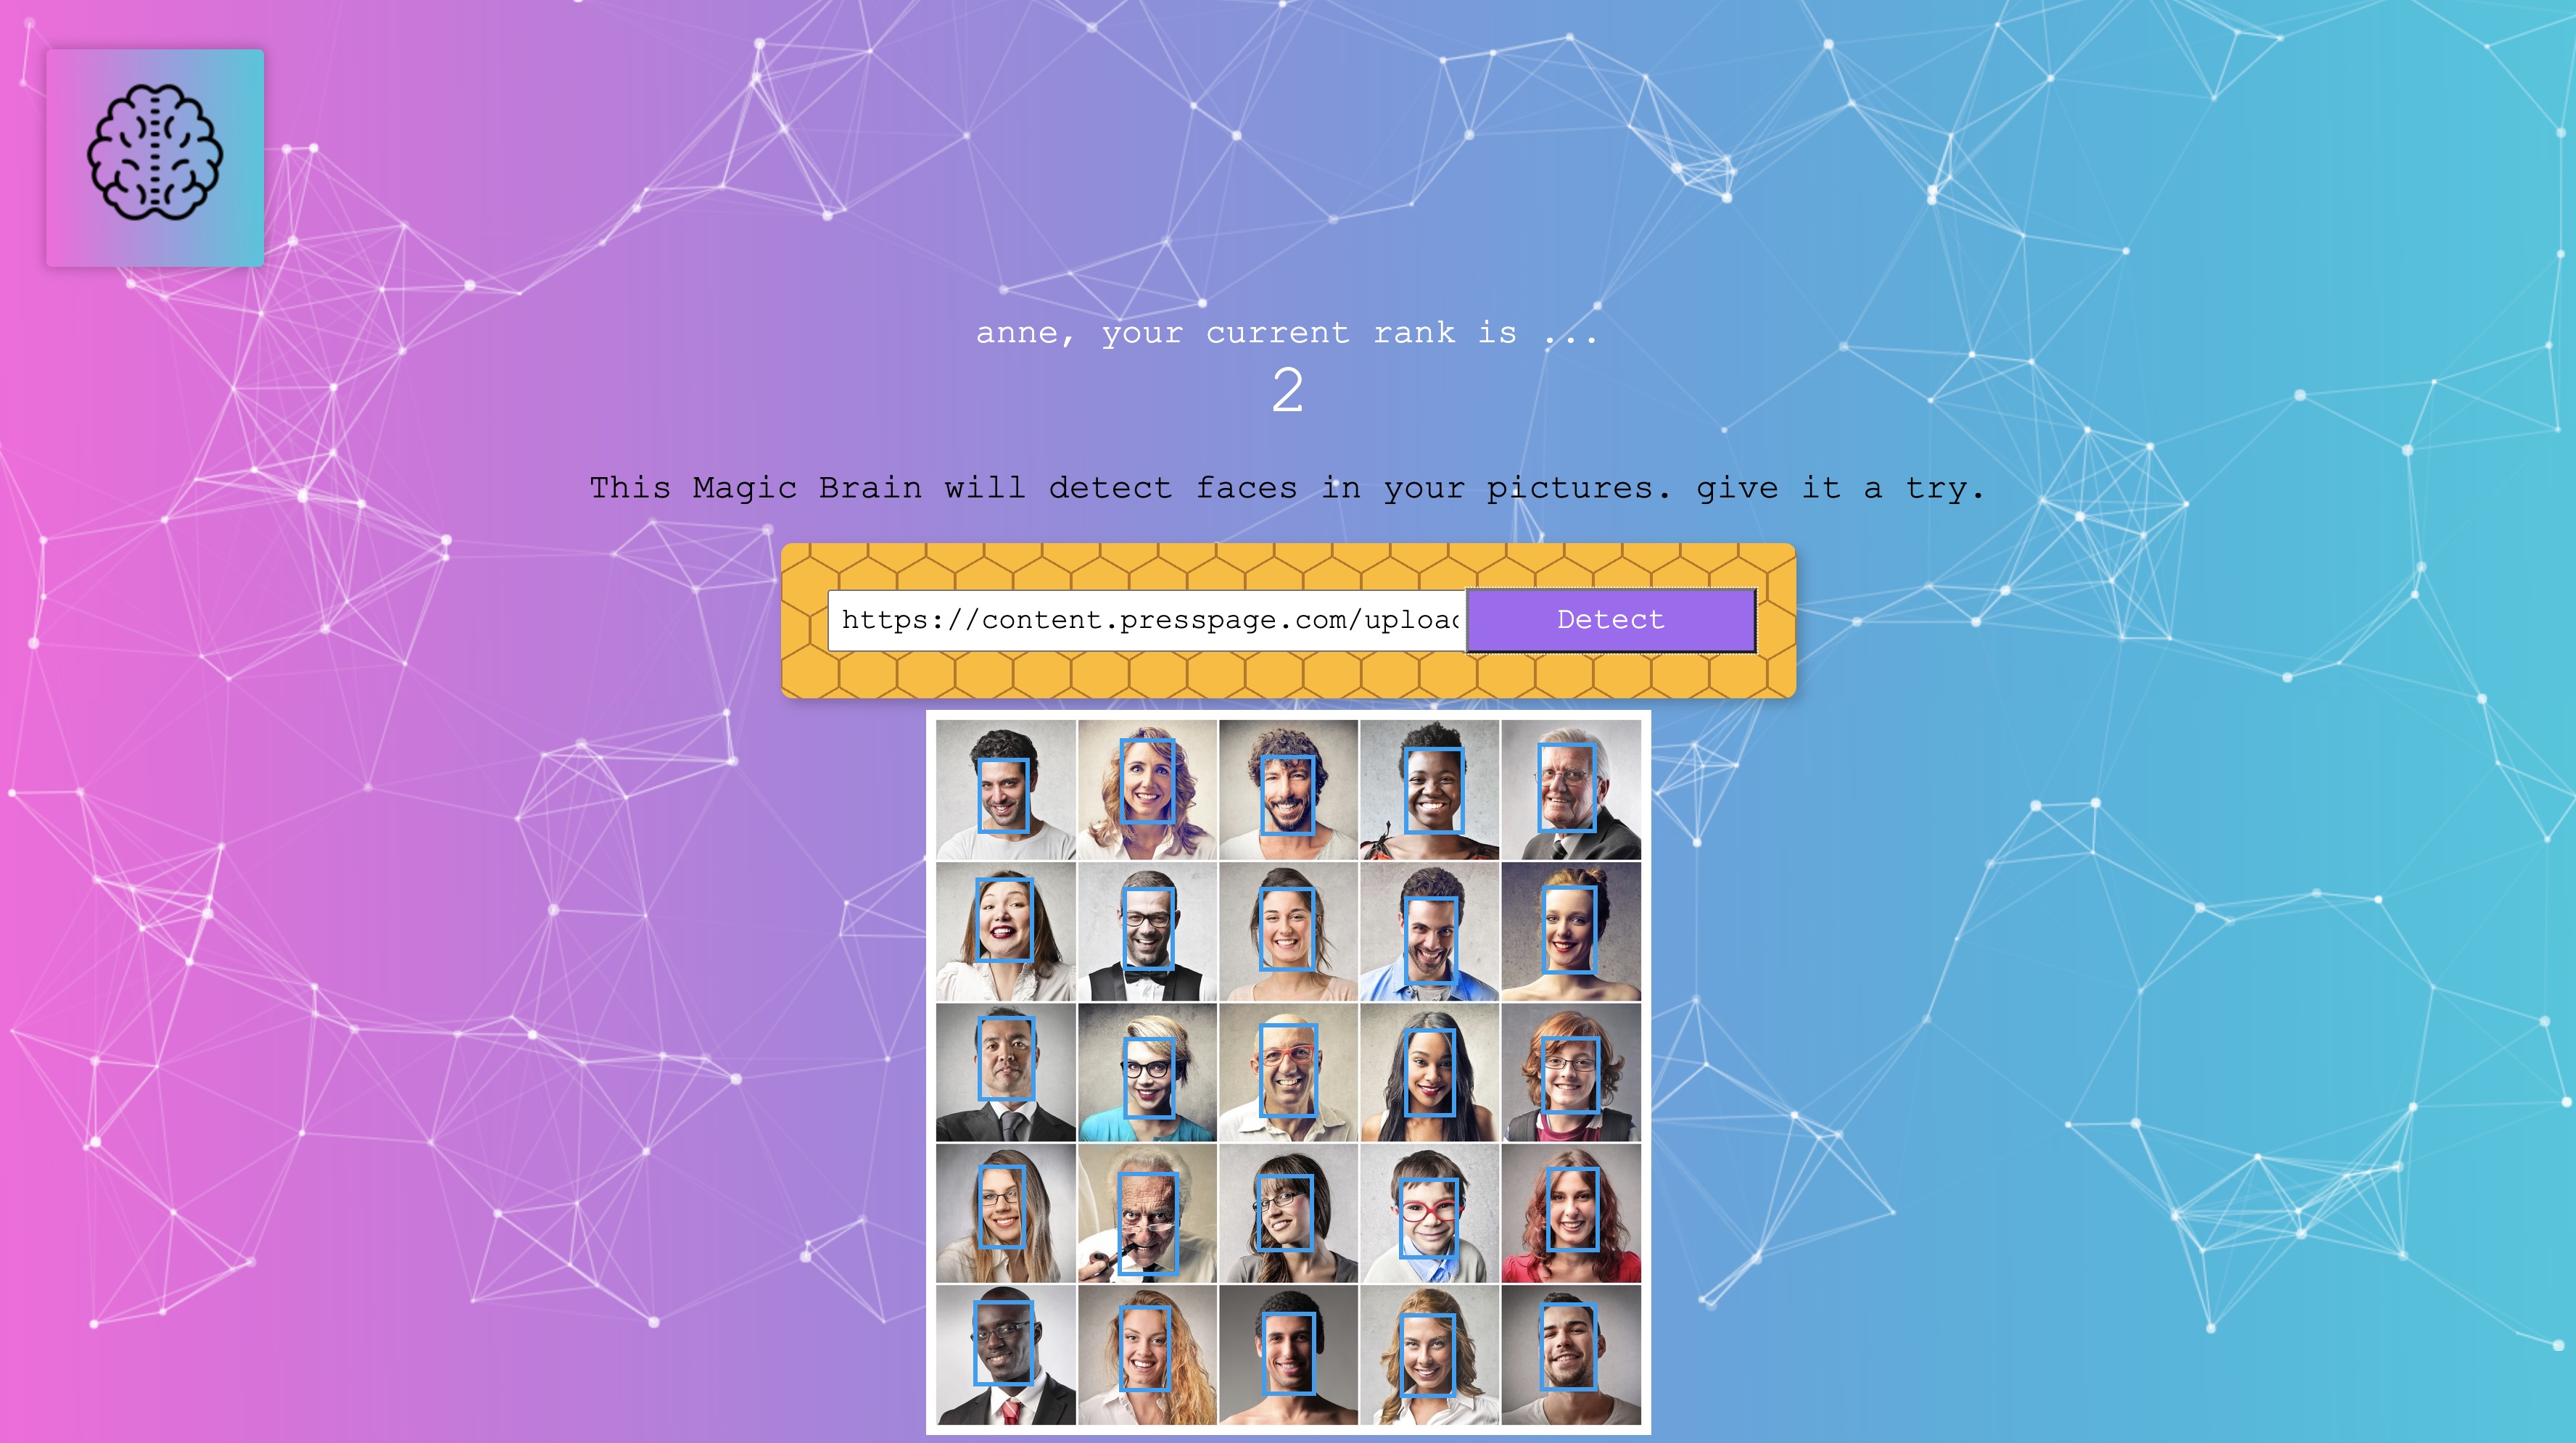 anne, your current rank is ...
2
This Magic Brain will detect faces in your pictures. give it a try.
https://content.presspage.com/upload
Detect